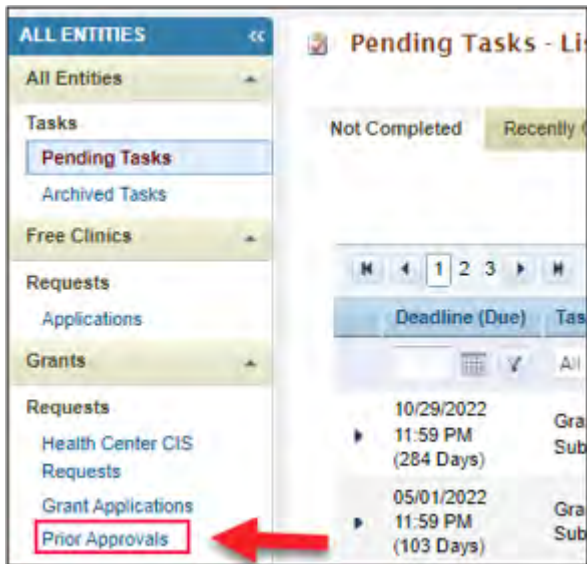 ALL ENTITIES <<
All Entities
Tasks
Pending Tasks
Archived Tasks
Free Clinics
Requests
Applications
Grants
Requests
Health Center CIS
Requests
Grant Applications
Prior Approvals
Pending Tasks - Lis
Not Completed Recently
1 2 3
Deadline (Due) Tas
All
10/29/2022
11:59 PM
(284 Days)
Gra
Sub
05/01/2022
11:59 PM
(103 Days)
Gra
Sub